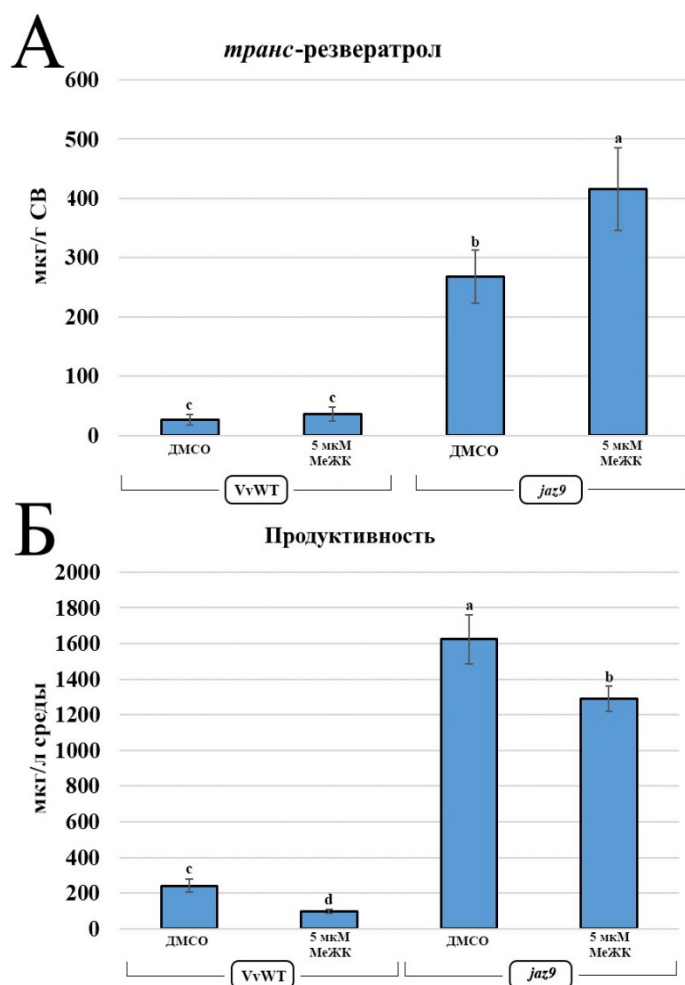 А
транс-резвератрол
мкг/г СВ
600
500
400
300
200
100
0
c
c
b
a
ДМСО
5 мкМ
МеЖК
ДМСО
5 мкМ
МеЖК
VvWT
jaz9
Б
Продуктивность
мкг/л среды
2000
1800
1600
1400
1200
1000
800
600
400
200
0
c
d
a
b
ДМСО
5 мкМ
МеЖК
ДМСО
5 мкМ
МеЖК
VvWT
jaz9